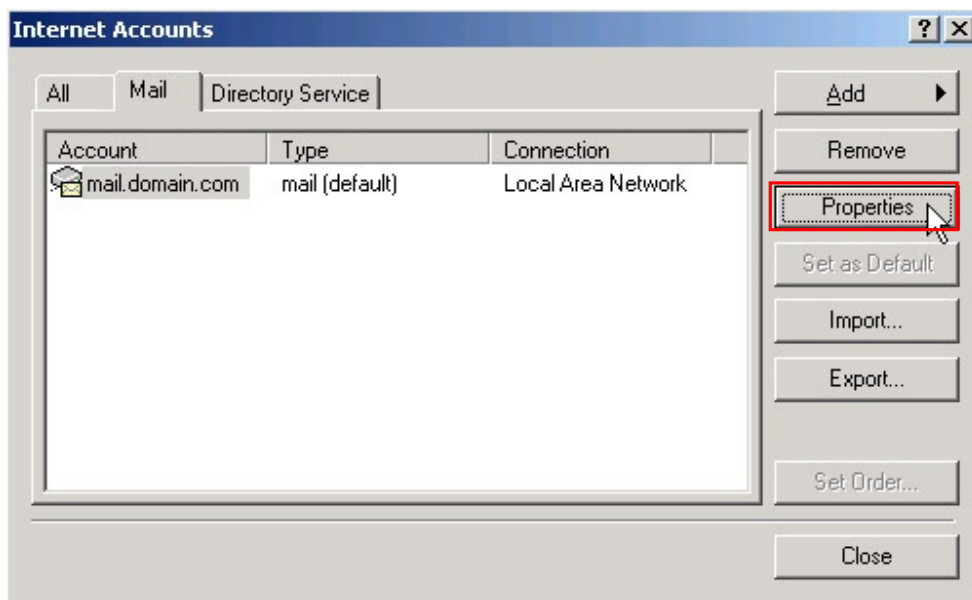 Internet Accounts
All Mail Directory Service
Add
Account Type Connection
Remove
mail.domain.com mail (default) Local Area Network
Properties
Set as Default
Import...
Export...
Set Order...
Close